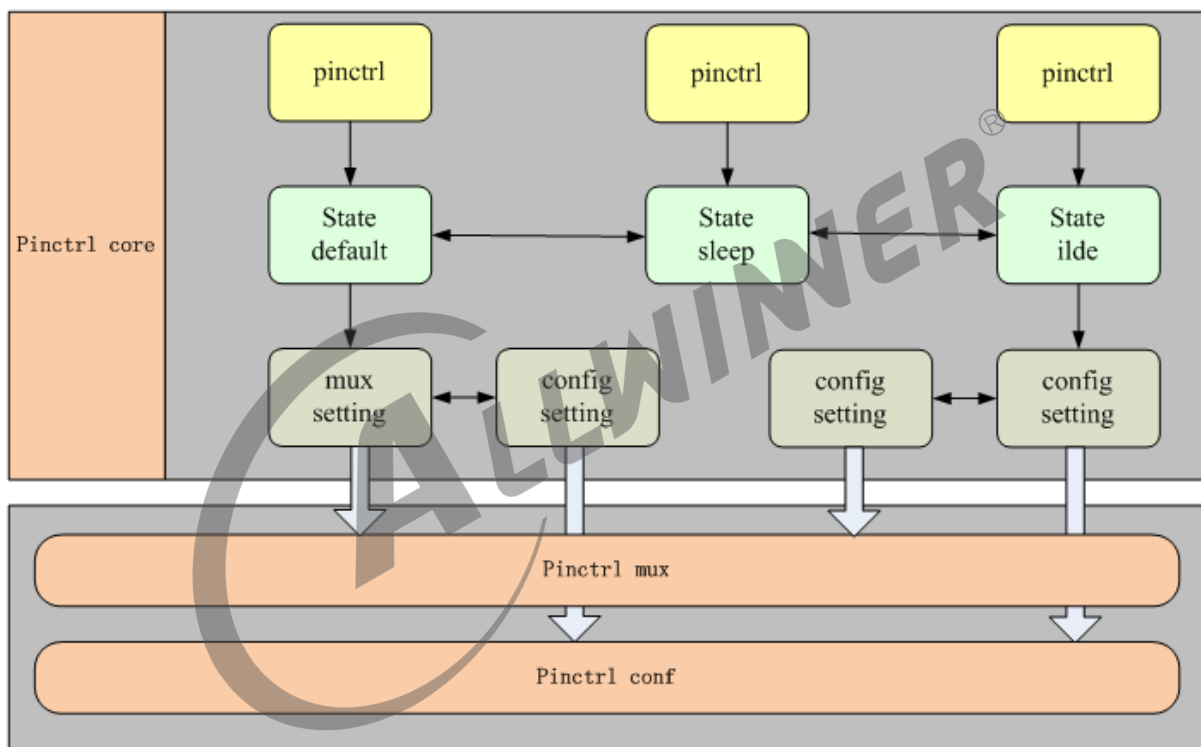 pinctrl
pinctrl
pinctrl
®
Pinctrl core
State
default
State
sleep
State
ilde
ALLWINNER
mux
setting
config
setting
config
setting
config
setting
Pinctrl mux
Pinctrl conf